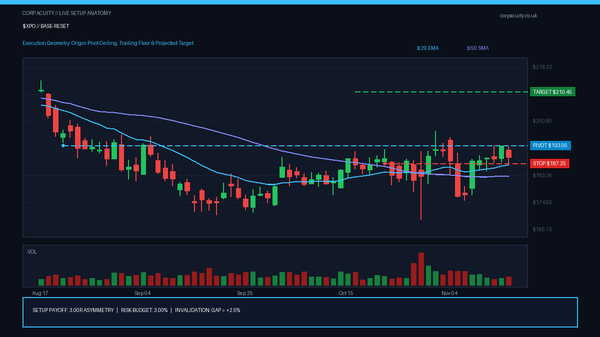 CORP ACUITY // LIVE SETUP ANATOMY
corpacuity.co.uk
$XPO // BASE-RESET
Execution Geometry: Origin Pivot Ceiling, Trailing Floor & Projected Target
20 EMA
50 SMA
$218.33
TARGET $210.45
$200.80
PIVOT $193.05
STOP $187.25
$183.26
$174.50
$165.73
VOL
Aug 17
Sep 04
Sep 25
Oct 15
Nov 04
SETUP PAYOFF: 3.00R ASYMMETRY | RISK BUDGET: 3.00% | INVALIDATION: GAP > +2.5%